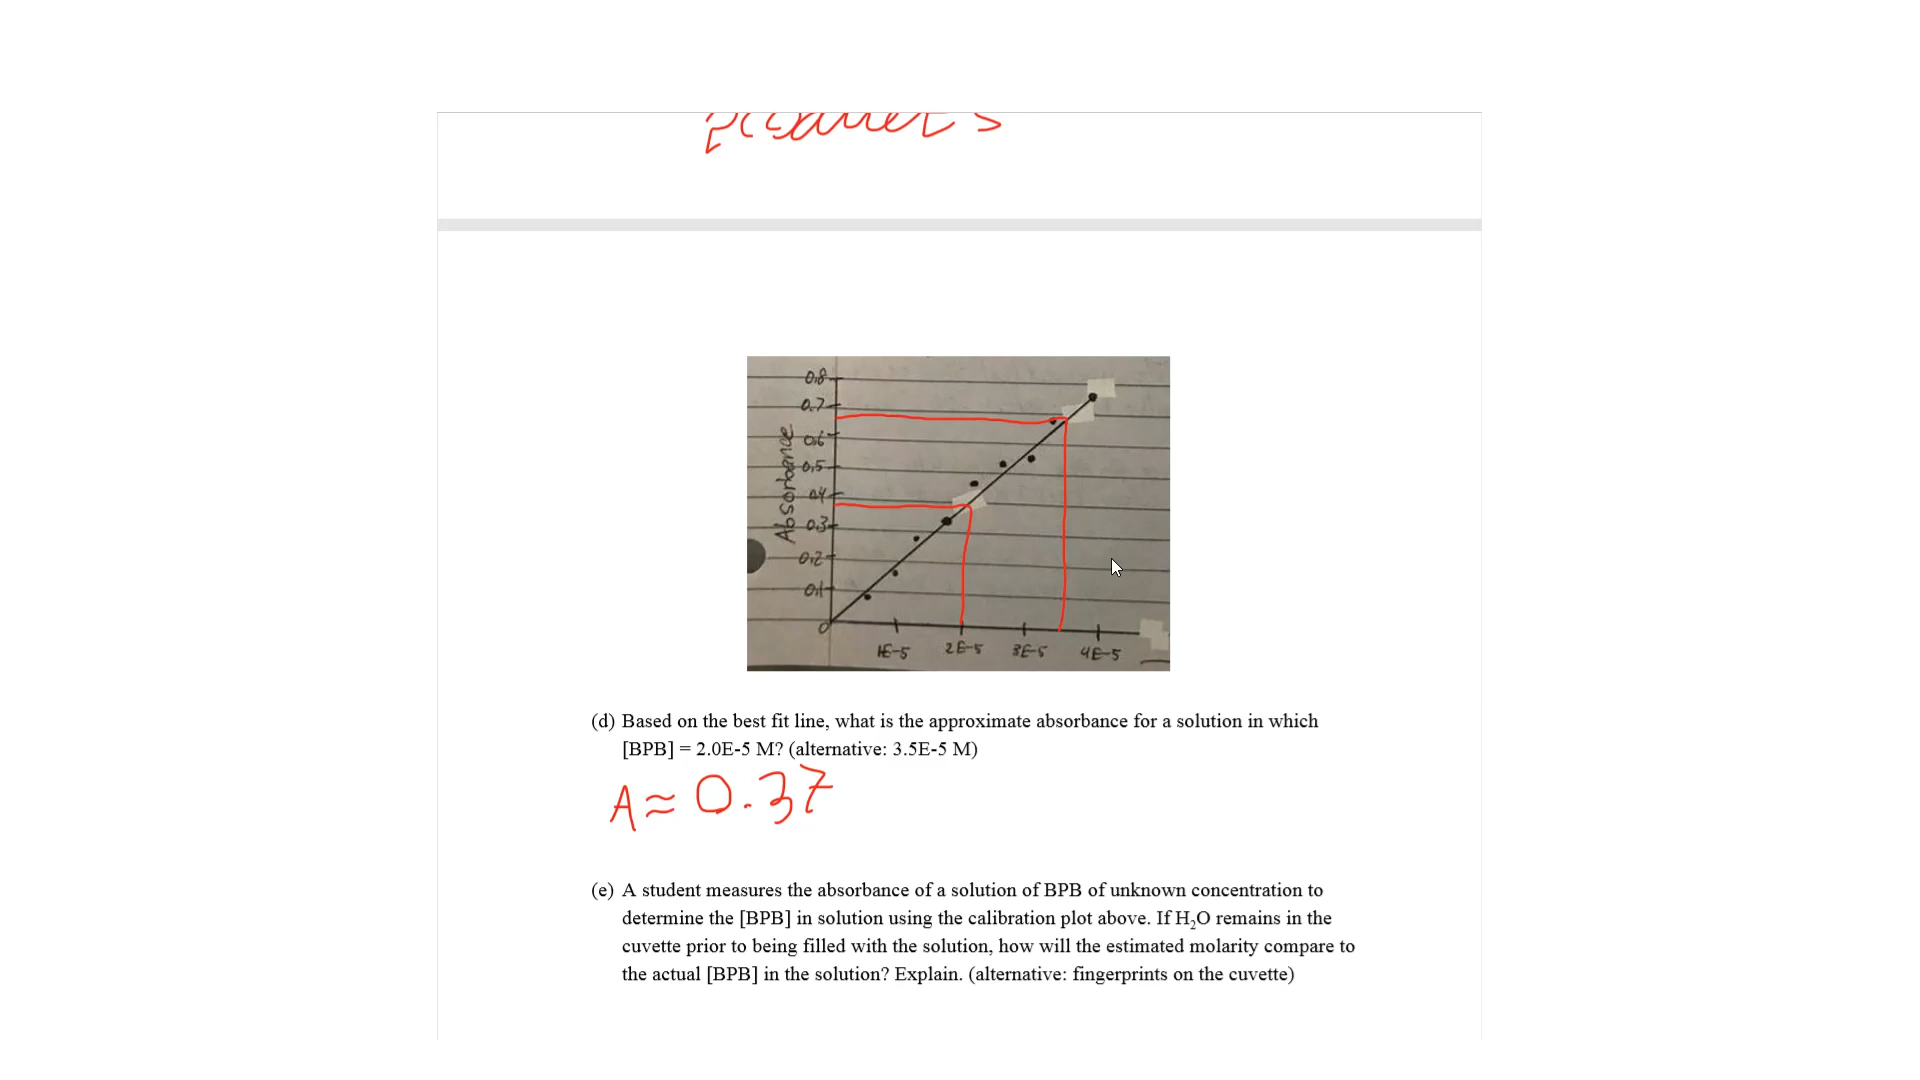 0.8
0.7
0.6
0.5
0.4
0.3
0.2
0.1
0
Absorbance
1E-5 2E-5 3E-5 4E-5
(d) Based on the best fit line, what is the approximate absorbance for a solution in which
[BPB] = 2.0E-5 M? (alternative: 3.5E-5 M)
A ≈ 0.37
(e) A student measures the absorbance of a solution of BPB of unknown concentration to
determine the [BPB] in solution using the calibration plot above. If H₂O remains in the
cuvette prior to being filled with the solution, how will the estimated molarity compare to
the actual [BPB] in the solution? Explain. (alternative: fingerprints on the cuvette)